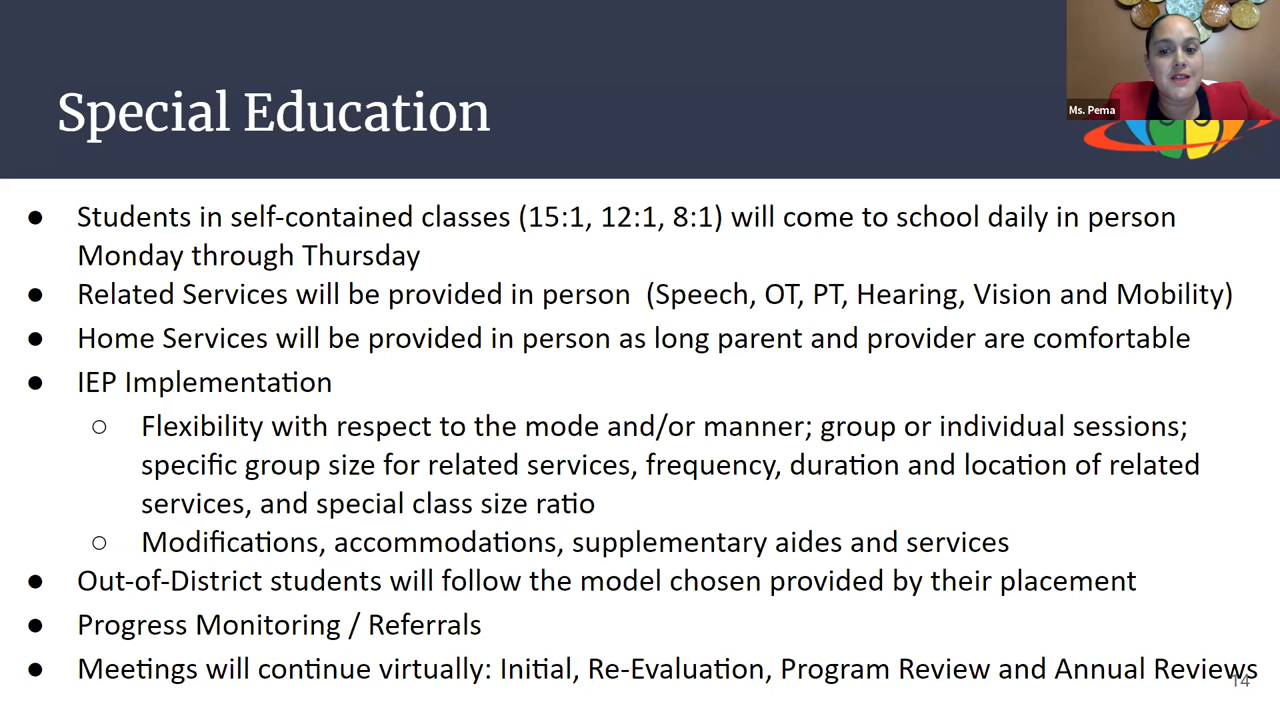 Special Education
Ms. Pema
● Students in self-contained classes (15:1, 12:1, 8:1) will come to school daily in person
Monday through Thursday
● Related Services will be provided in person (Speech, OT, PT, Hearing, Vision and Mobility)
● Home Services will be provided in person as long parent and provider are comfortable
● IEP Implementation
○ Flexibility with respect to the mode and/or manner; group or individual sessions;
specific group size for related services, frequency, duration and location of related
services, and special class size ratio
○ Modifications, accommodations, supplementary aides and services
● Out-of-District students will follow the model chosen provided by their placement
● Progress Monitoring / Referrals
● Meetings will continue virtually: Initial, Re-Evaluation, Program Review and Annual Reviews
14